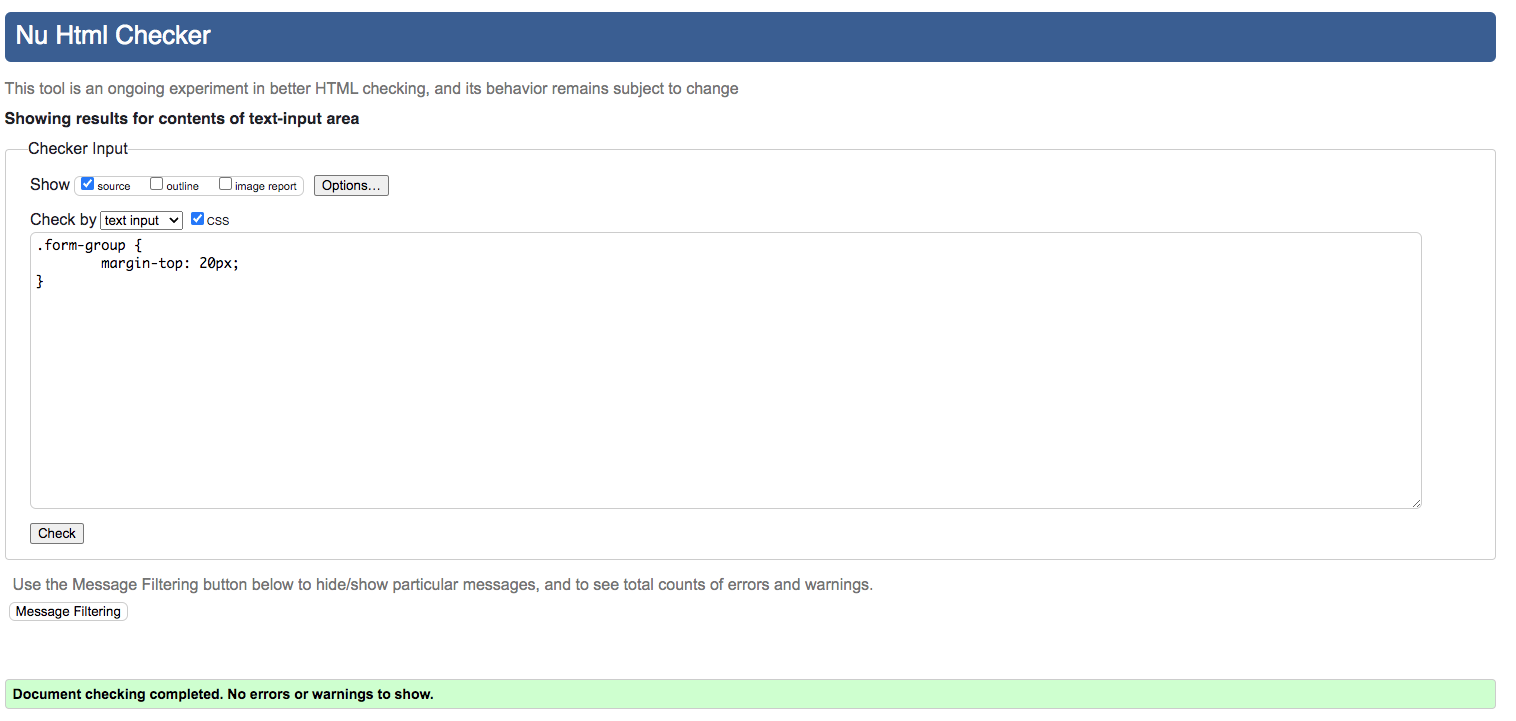 Nu Html Checker
This tool is an ongoing experiment in better HTML checking, and its behavior remains subject to change
Showing results for contents of text-input area
Checker Input
Show source outline image report Options...
Check by text input CSS
.form-group {
        margin-top: 20px;
}
Check
Use the Message Filtering button below to hide/show particular messages, and to see total counts of errors and warnings.
Message Filtering
Document checking completed. No errors or warnings to show.